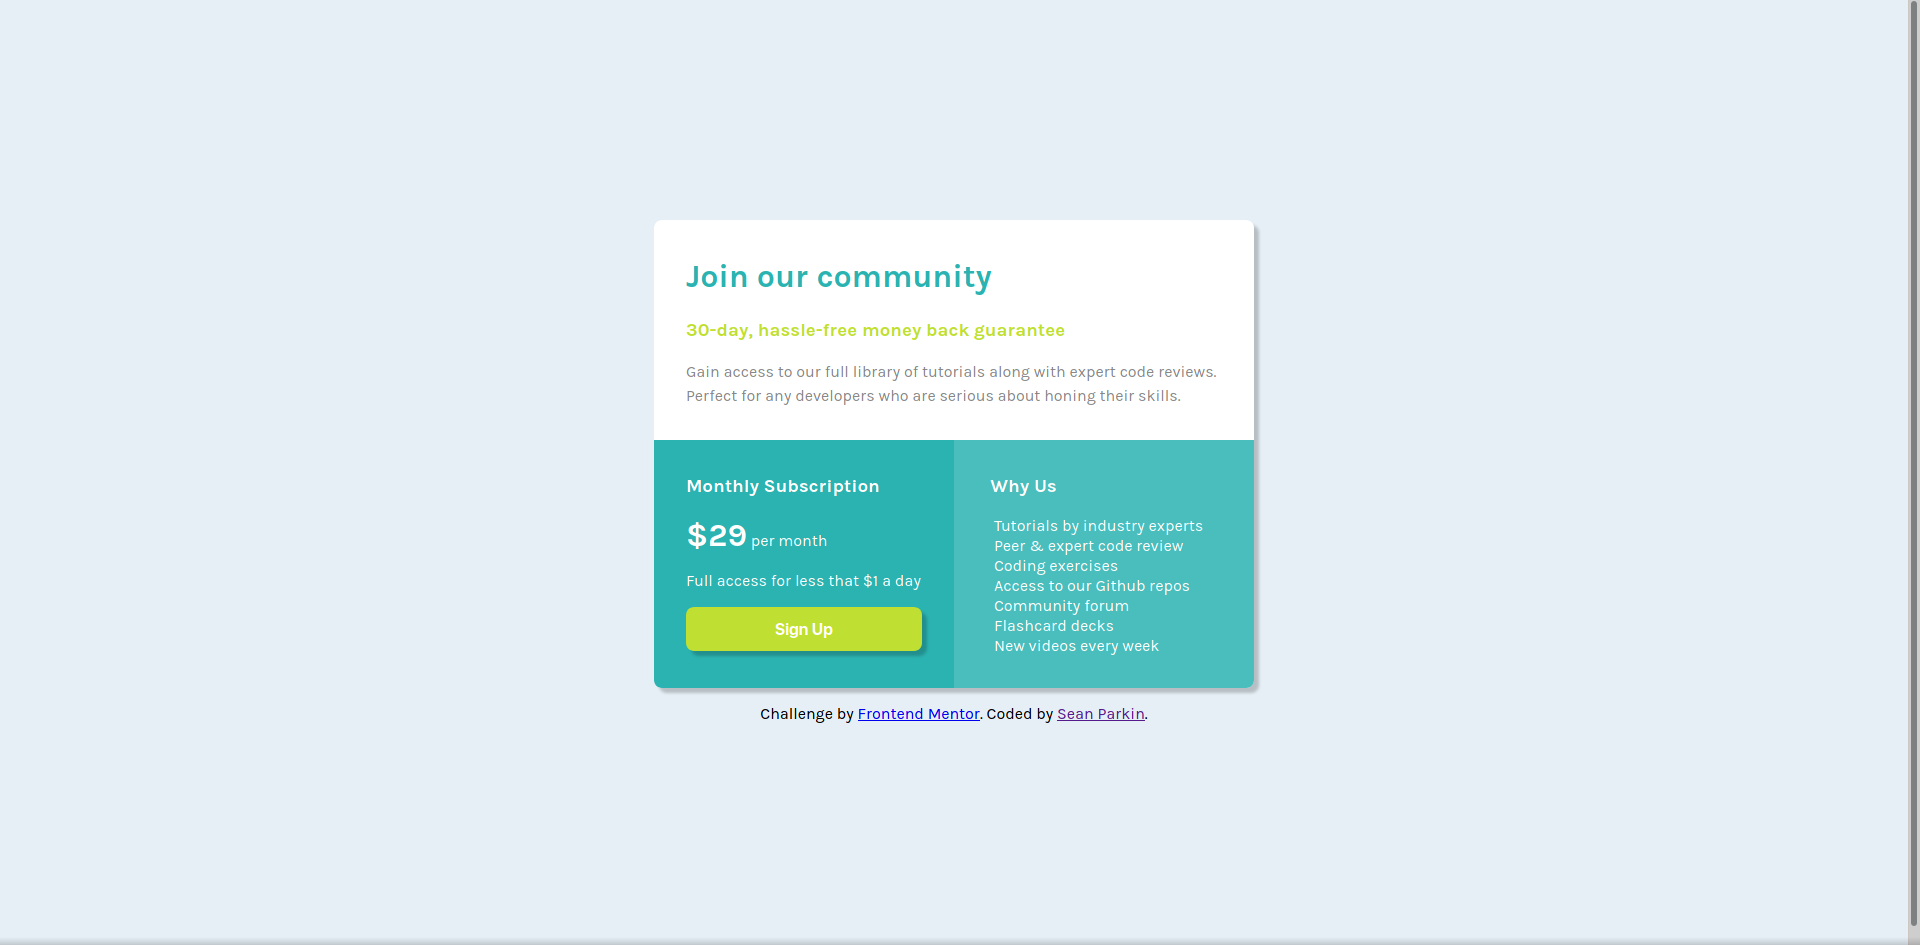 Join our community
30-day, hassle-free money back guarantee
Gain access to our full library of tutorials along with expert code reviews.
Perfect for any developers who are serious about honing their skills.
Monthly Subscription
$29 per month
Full access for less that $1 a day
Sign Up
Why Us
Tutorials by industry experts
Peer & expert code review
Coding exercises
Access to our Github repos
Community forum
Flashcard decks
New videos every week
Challenge by Frontend Mentor. Coded by Sean Parkin.